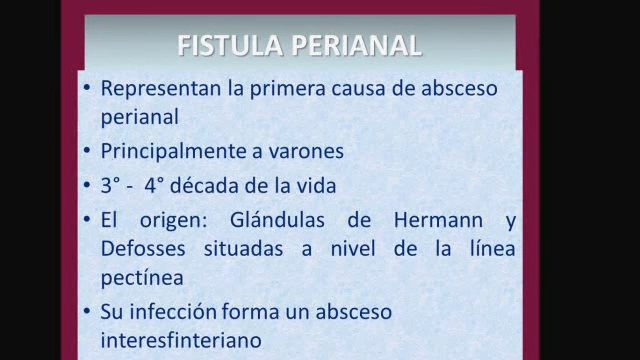 FISTULA PERIANAL
• Representan la primera causa de absceso
perianal
• Principalmente a varones
• 3° - 4° década de la vida
• El origen: Glándulas de Hermann y
Defosses situadas a nivel de la línea
pectínea
• Su infección forma un absceso
interesfinteriano